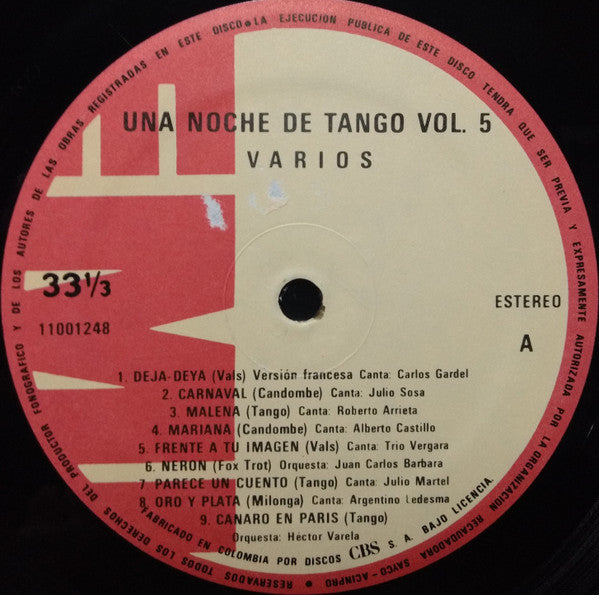 UNA NOCHE DE TANGO VOL. 5
VARIOS
33⅓
11001248
ESTEREO
A
1. DEJA-DEYA (Vals) Versión francesa Canta: Carlos Gardel
2. CARNAVAL (Candombe) Canta: Julio Sosa
3. MALENA (Tango) Canta: Roberto Arrieta
4. MARIANA (Candombe) Canta: Alberto Castillo
5. FRENTE A TU IMAGEN (Vals) Canta: Trio Vergara
6. NERON (Fox Trot) Orquesta: Juan Carlos Barbara
7. PARECE UN CUENTO (Tango) Canta: Julio Martel
8. ORO Y PLATA (Milonga) Canta: Argentino Ledesma
9. CANARO EN PARIS (Tango)
Orquesta: Héctor Varela
FABRICADO EN COLOMBIA POR DISCOS CBS S. A. BAJO LICENCIA.
RESERVADOS TODOS LOS DERECHOS DEL PRODUCTOR FONOGRAFICO Y DE LOS AUTORES DE LAS OBRAS REGISTRADAS EN ESTE DISCO•LA EJECUCION PUBLICA DE ESTE DISCO TENDRA QUE SER PREVIA Y EXPRESAMENTE AUTORIZADA POR LA ORGANIZACION RECAUDADORA SAYCO-ACINPRO•